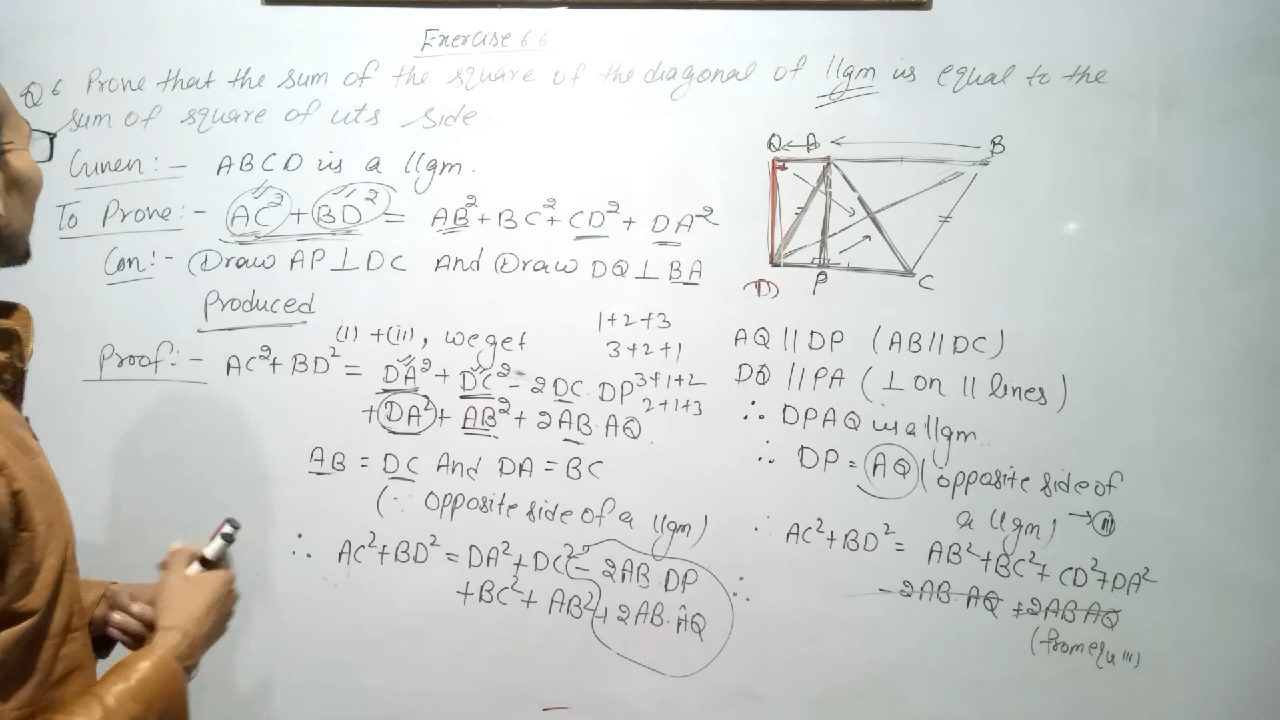 Exercise 6.6
Q6 Prove that the sum of the square of the diagonal of ||gm is equal to the
sum of square of its side.
Given:- ABCD is a ||gm.
To Prove:- AC²+BD² = AB²+BC²+CD²+DA²
Con:- Draw AP⊥DC And Draw DQ⊥BA
Produced
Proof:- (i)+(ii), we get
AC²+BD² = DA²+DC²-2DC.DP
+DA²+AB²+2AB.AQ
1+2+3
3+2+1
3+1+2
2+1+3
AB = DC And DA = BC
(∵ opposite side of a ||gm)
∴ AC²+BD² = DA²+DC²-2AB.DP
+BC²+AB²+2AB.AQ
Q A B
D P C
AQ||DP (AB||DC)
DQ||PA (⊥ on || lines)
∴ DPAQ is a ||gm
∴ DP = AQ (opposite side of
a ||gm) →(iii)
∴ AC²+BD² = AB²+BC²+CD²+DA²
-2AB.AQ+2AB.AQ
(from equ iii)